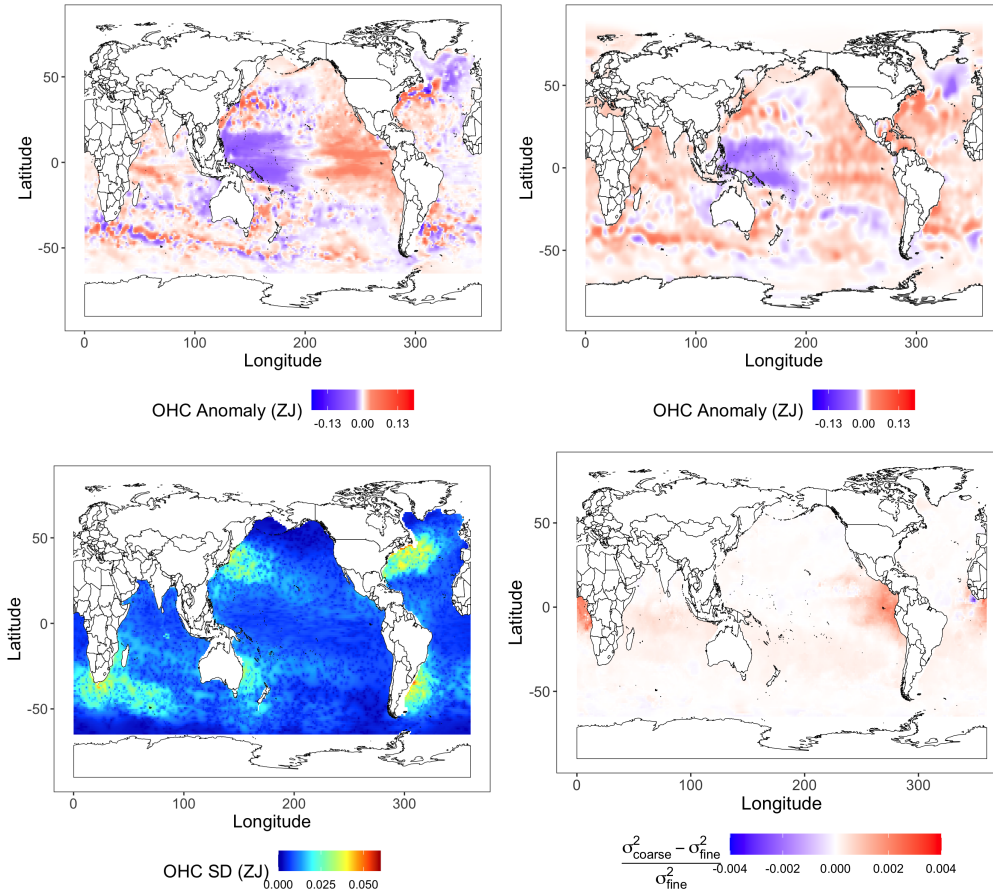 50
0
-50
Latitude
0
100
200
300
Longitude
OHC Anomaly (ZJ)
-0.13 0.00 0.13
50
0
-50
Latitude
0
100
200
300
Longitude
OHC Anomaly (ZJ)
-0.13 0.00 0.13
50
0
-50
Latitude
0
100
200
300
Longitude
OHC SD (ZJ)
0.000 0.025 0.050
50
0
-50
Latitude
0
100
200
300
Longitude
σ²coarse − σ²fine
σ²fine
-0.004 -0.002 0.000 0.002 0.004